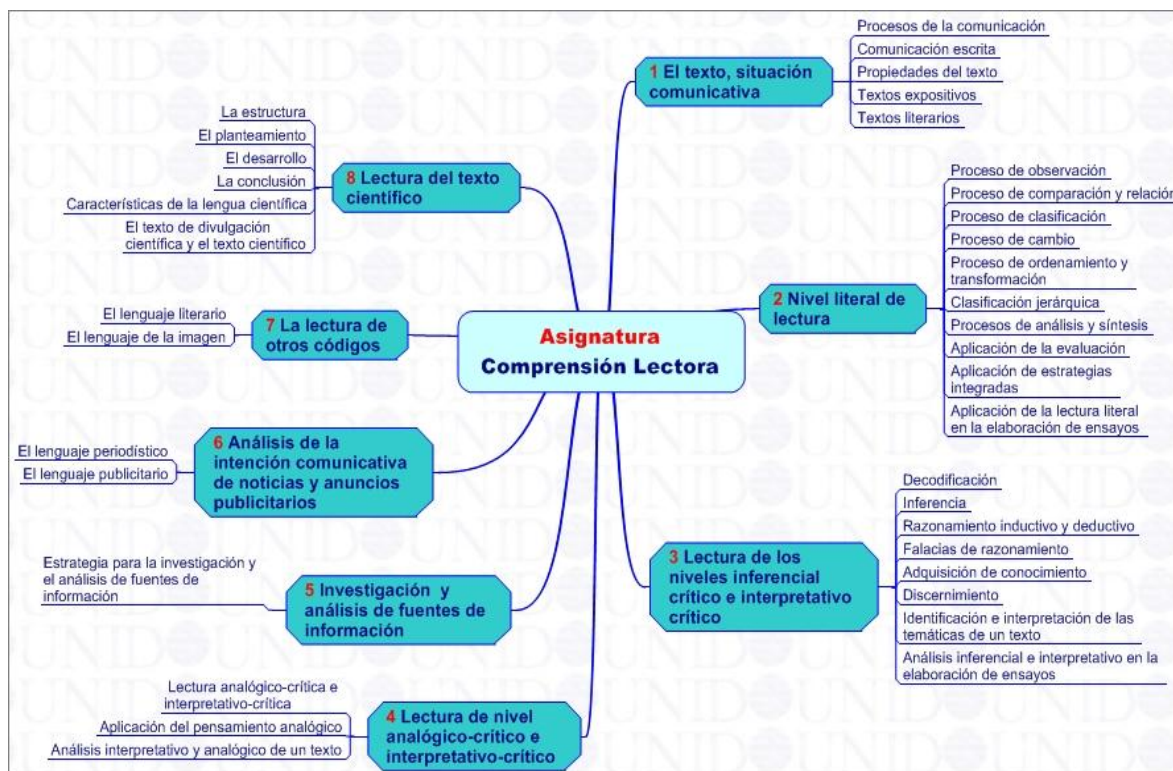 Asignatura
Comprensión Lectora
1 El texto, situación
comunicativa
Procesos de la comunicación
Comunicación escrita
Propiedades del texto
Textos expositivos
Textos literarios
2 Nivel literal de
lectura
Proceso de observación
Proceso de comparación y relación
Proceso de clasificación
Proceso de cambio
Proceso de ordenamiento y
transformación
Clasificación jerárquica
Procesos de análisis y síntesis
Aplicación de la evaluación
Aplicación de estrategias
integradas
Aplicación de la lectura literal
en la elaboración de ensayos
3 Lectura de los
niveles inferencial
crítico e interpretativo
crítico
Decodificación
Inferencia
Razonamiento inductivo y deductivo
Falacias de razonamiento
Adquisición de conocimiento
Discernimiento
Identificación e interpretación de las
temáticas de un texto
Análisis inferencial e interpretativo en la
elaboración de ensayos
4 Lectura de nivel
analógico-crítico e
interpretativo-crítico
Lectura analógico-crítica e
interpretativo-crítica
Aplicación del pensamiento analógico
Análisis interpretativo y analógico de un texto
5 Investigación y
análisis de fuentes de
información
Estrategia para la investigación y
el análisis de fuentes de
información
6 Análisis de la
intención comunicativa
de noticias y anuncios
publicitarios
El lenguaje periodístico
El lenguaje publicitario
7 La lectura de
otros códigos
El lenguaje literario
El lenguaje de la imagen
8 Lectura del texto
científico
La estructura
El planteamiento
El desarrollo
La conclusión
Características de la lengua científica
El texto de divulgación
científica y el texto científico